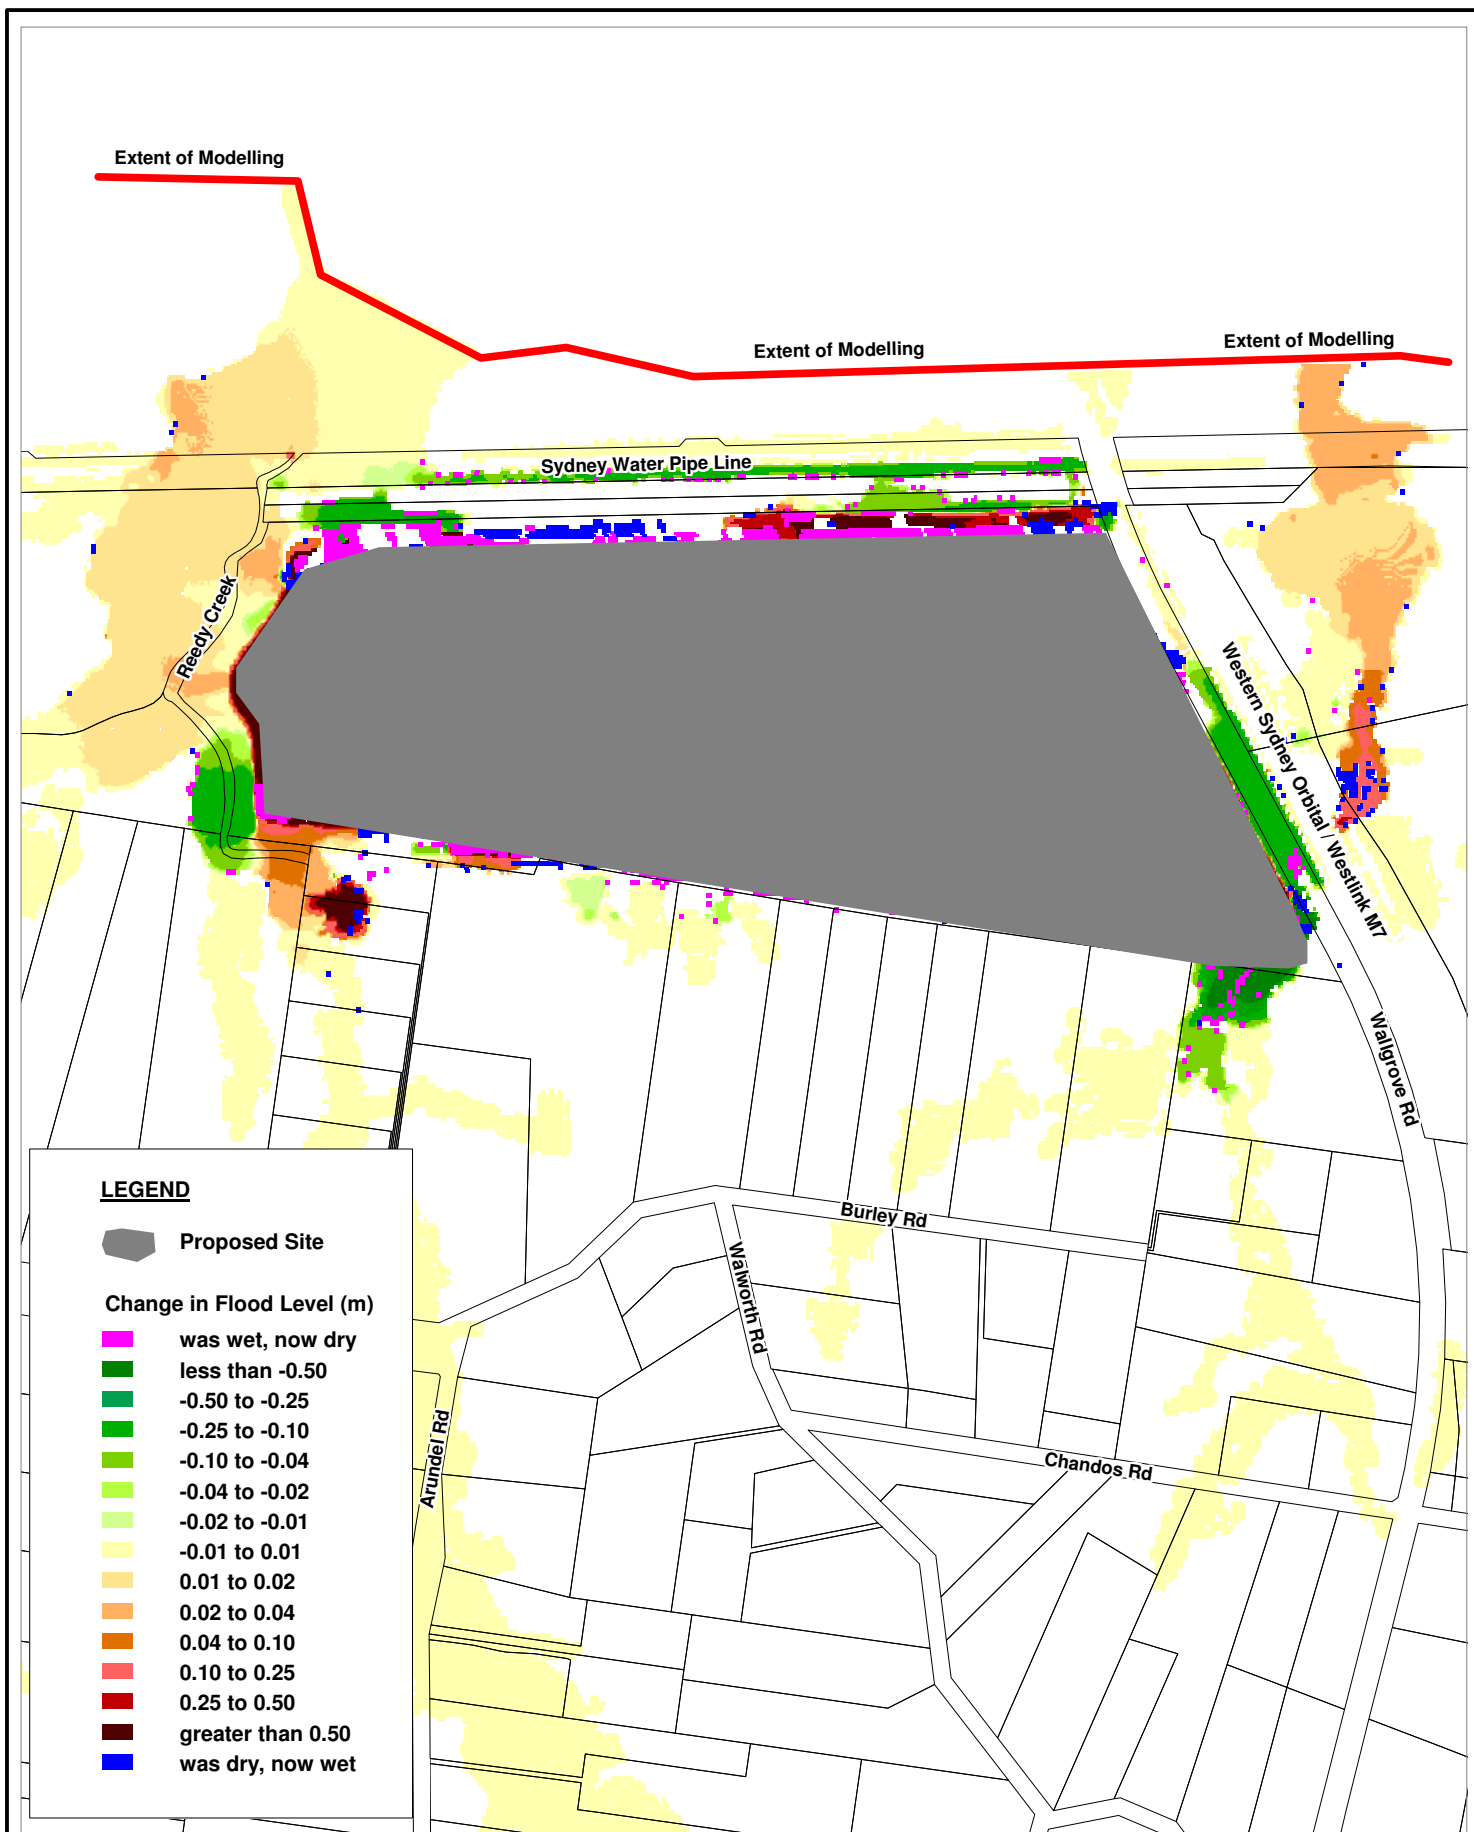 Extent of Modelling
Extent of Modelling
Extent of Modelling
Sydney Water Pipe Line
Reedy Creek
Western Sydney Orbital / Westlink M7
Wallgrove Rd
Burley Rd
Walworth Rd
Chandos Rd
Arundel Rd
LEGEND
Proposed Site
Change in Flood Level (m)
was wet, now dry
less than -0.50
-0.50 to -0.25
-0.25 to -0.10
-0.10 to -0.04
-0.04 to -0.02
-0.02 to -0.01
-0.01 to 0.01
0.01 to 0.02
0.02 to 0.04
0.04 to 0.10
0.10 to 0.25
0.25 to 0.50
greater than 0.50
was dry, now wet